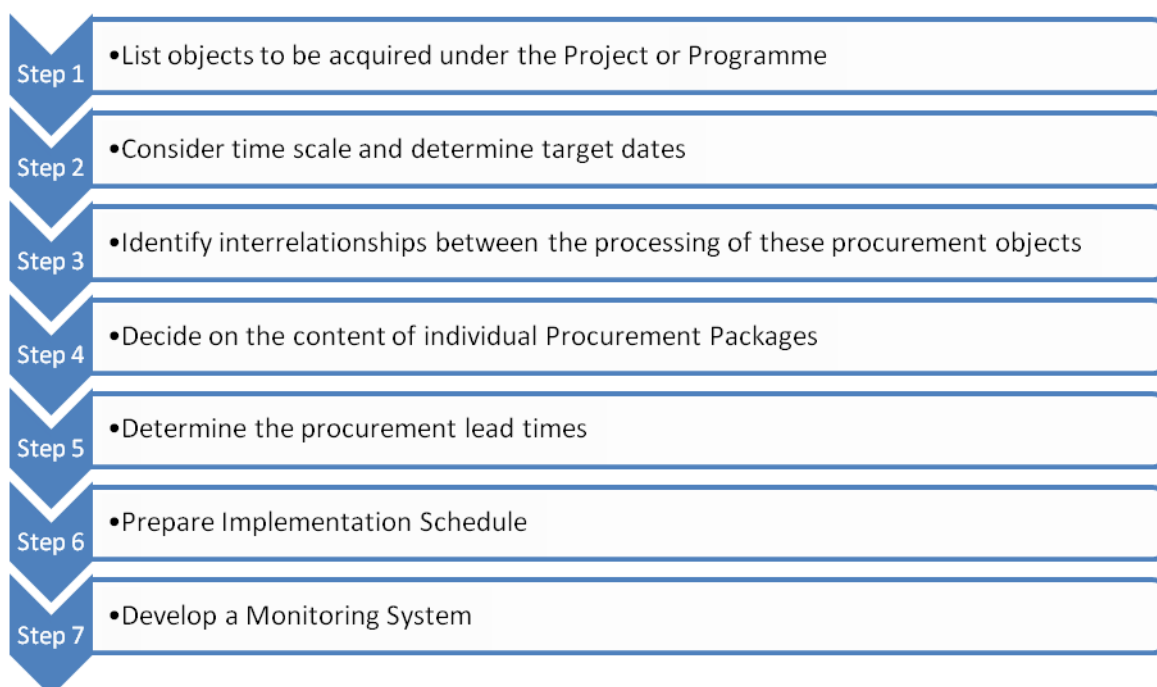 Step 1
•List objects to be acquired under the Project or Programme
Step 2
•Consider time scale and determine target dates
Step 3
•Identify interrelationships between the processing of these procurement objects
Step 4
•Decide on the content of individual Procurement Packages
Step 5
•Determine the procurement lead times
Step 6
•Prepare Implementation Schedule
Step 7
•Develop a Monitoring System